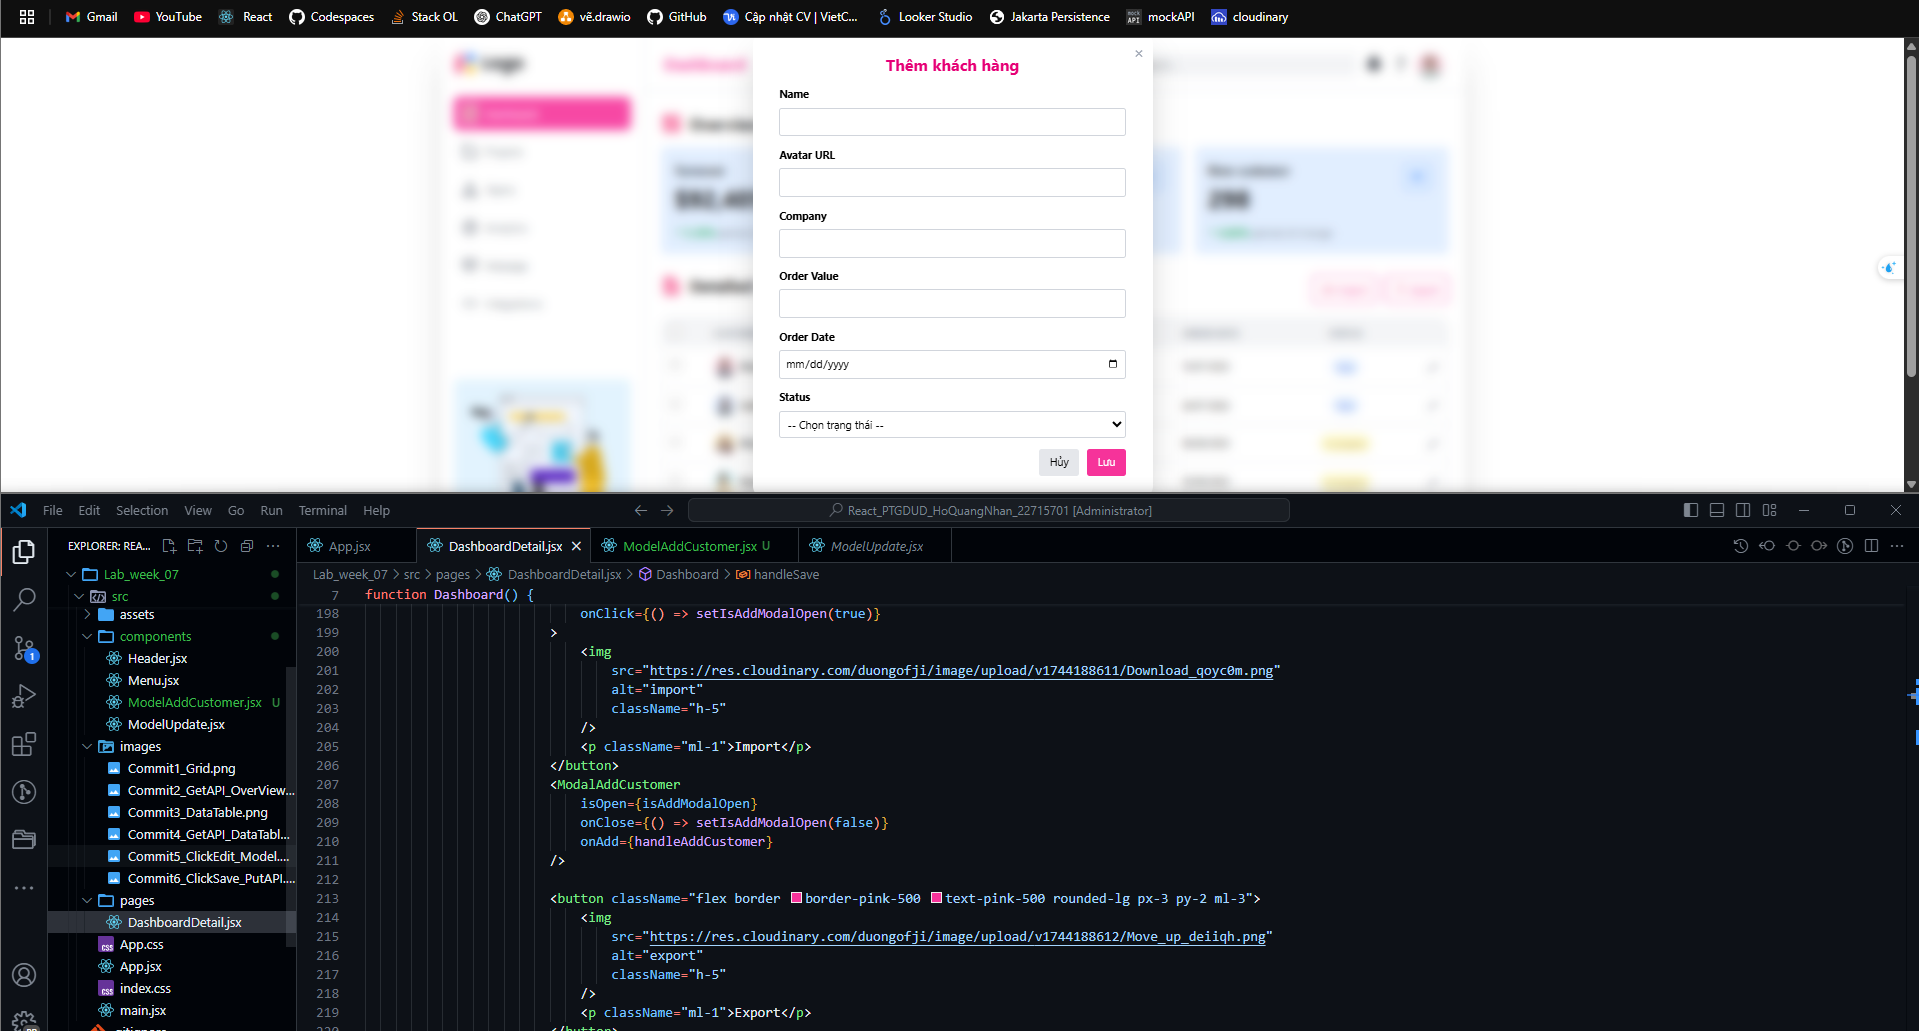 Gmail YouTube React Codespaces Stack OL ChatGPT vẽ.drawio GitHub Cập nhật CV | VietC... Looker Studio Jakarta Persistence mockAPI cloudinary
Thêm khách hàng
Name
Avatar URL
Company
Order Value
Order Date
mm/dd/yyyy
Status
-- Chọn trạng thái --
Hủy Lưu
Dashboard
298
File Edit Selection View Go Run Terminal Help
React_PTGDUD_HoQuangNhan_22715701 [Administrator]
EXPLORER: REA...
Lab_week_07
src
assets
components
Header.jsx
Menu.jsx
ModelAddCustomer.jsx U
ModelUpdate.jsx
images
Commit1_Grid.png
Commit2_GetAPI_OverView...
Commit3_DataTable.png
Commit4_GetAPI_DataTabl...
Commit5_ClickEdit_Model....
Commit6_ClickSave_PutAPI....
pages
DashboardDetail.jsx
App.css
App.jsx
index.css
main.jsx
App.jsx DashboardDetail.jsx ModelAddCustomer.jsx U ModelUpdate.jsx
Lab_week_07 > src > pages > DashboardDetail.jsx > Dashboard > handleSave
7 function Dashboard() {
198 onClick={() => setIsAddModalOpen(true)}
199 >
200 <img
201 src="https://res.cloudinary.com/duongofji/image/upload/v1744188611/Download_qoyc0m.png"
202 alt="import"
203 className="h-5"
204 />
205 <p className="ml-1">Import</p>
206 </button>
207 <ModalAddCustomer
208 isOpen={isAddModalOpen}
209 onClose={() => setIsAddModalOpen(false)}
210 onAdd={handleAddCustomer}
211 />
212
213 <button className="flex border border-pink-500 text-pink-500 rounded-lg px-3 py-2 ml-3">
214 <img
215 src="https://res.cloudinary.com/duongofji/image/upload/v1744188612/Move_up_deiiqh.png"
216 alt="export"
217 className="h-5"
218 />
219 <p className="ml-1">Export</p>